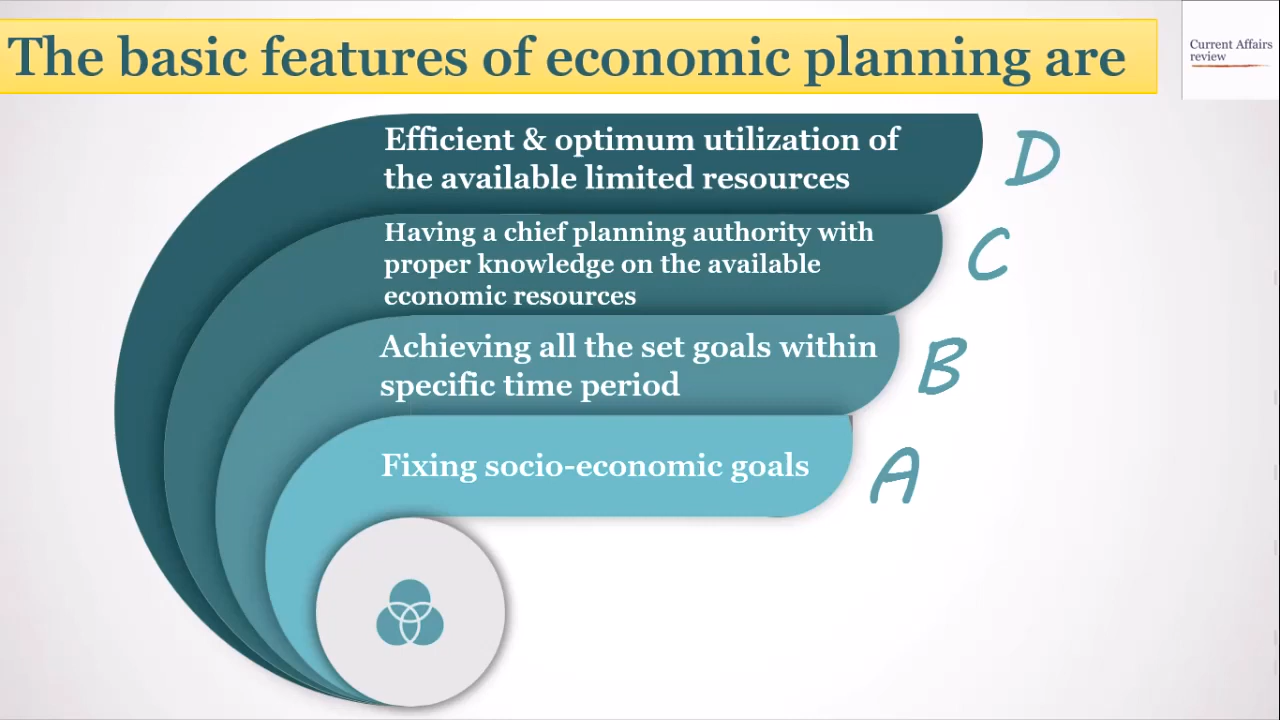 The basic features of economic planning are
Current Affairs
review
Efficient & optimum utilization of
the available limited resources
D
Having a chief planning authority with
proper knowledge on the available
economic resources
C
Achieving all the set goals within
specific time period
B
Fixing socio-economic goals
A